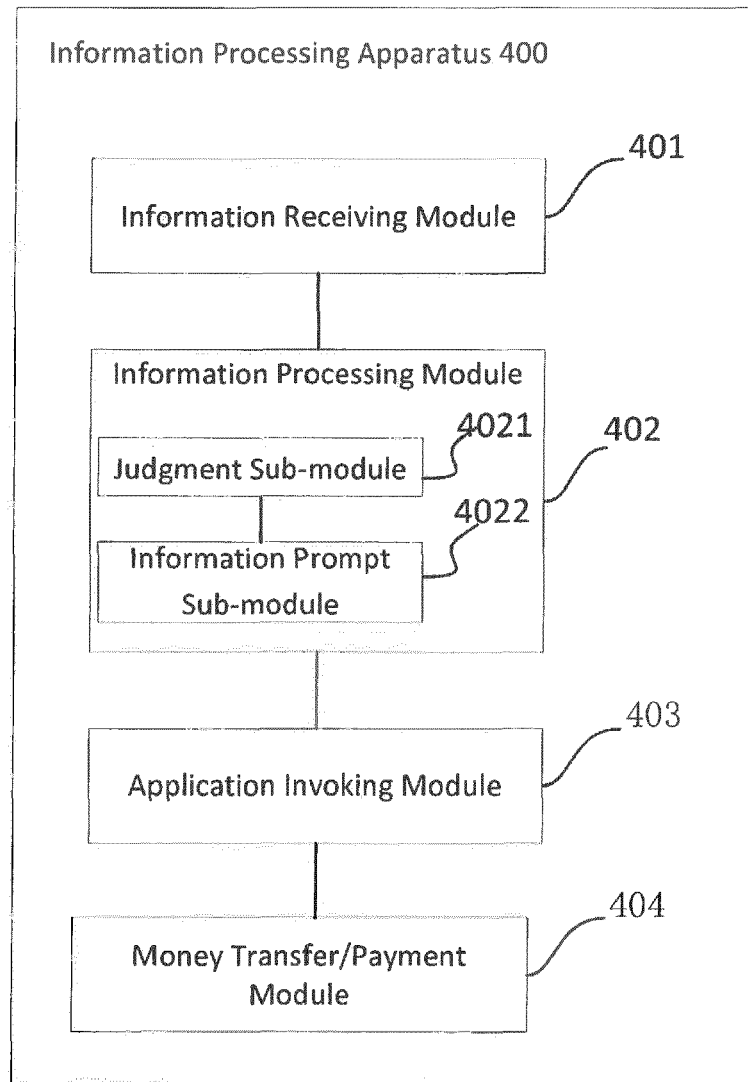 Information Processing Apparatus 400
401
Information Receiving Module
Information Processing Module
4021
402
Judgment Sub-module
4022
Information Prompt
Sub-module
403
Application Invoking Module
404
Money Transfer/Payment
Module